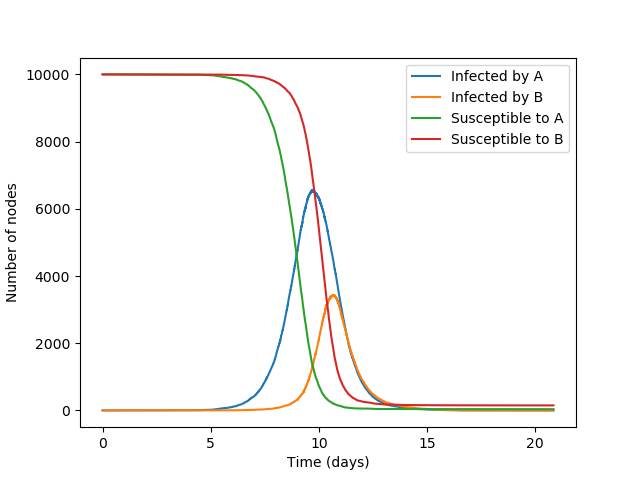 10000
8000
6000
4000
2000
0
Number of nodes
0 5 10 15 20
Time (days)
Infected by A
Infected by B
Susceptible to A
Susceptible to B